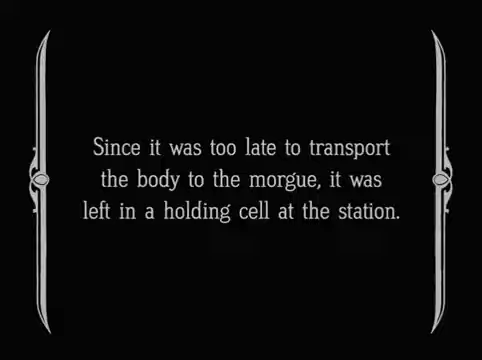 Since it was too late to transport
the body to the morgue, it was
left in a holding cell at the station.